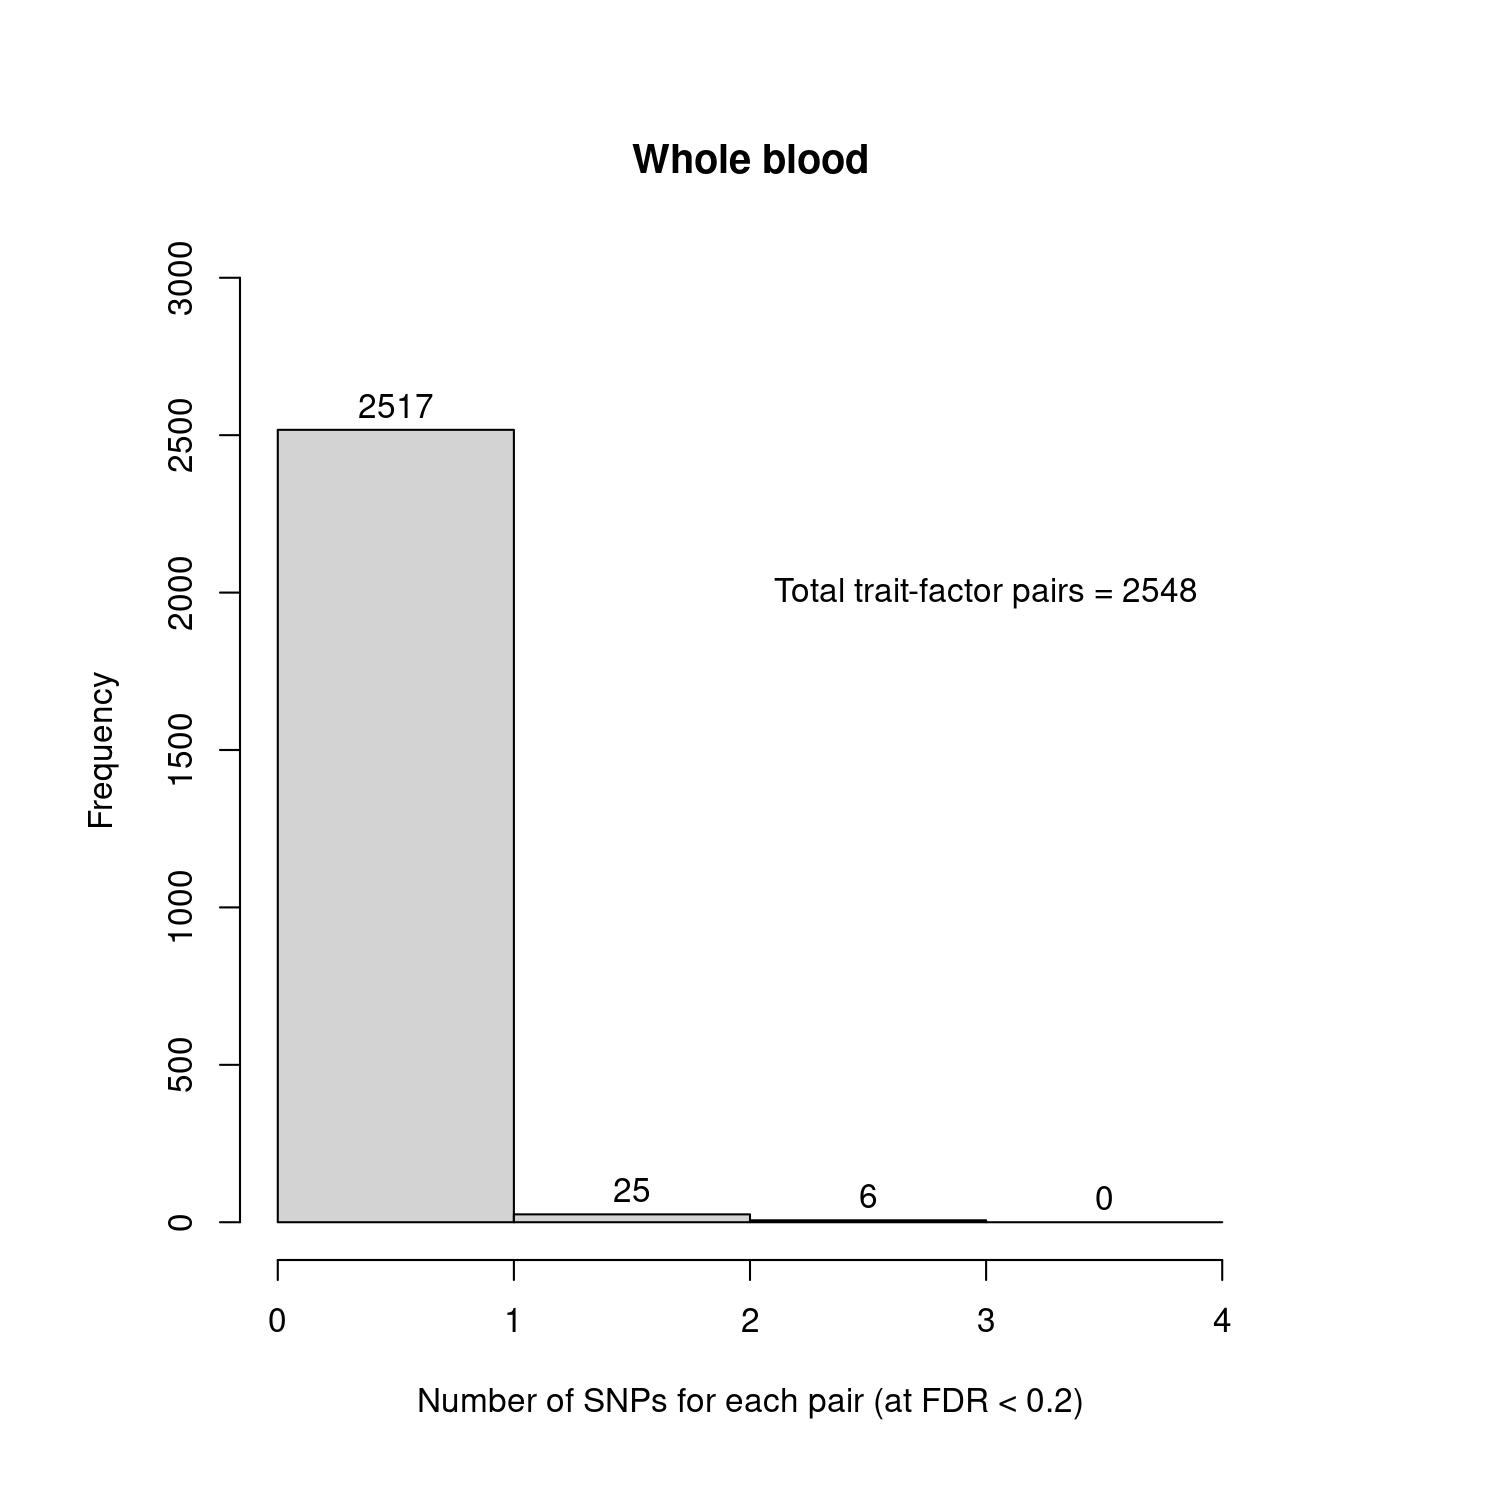 Whole blood
3000
2500
2000
1500
1000
500
0
Frequency
2517
25
6
0
Total trait-factor pairs = 2548
0 1 2 3 4
Number of SNPs for each pair (at FDR < 0.2)